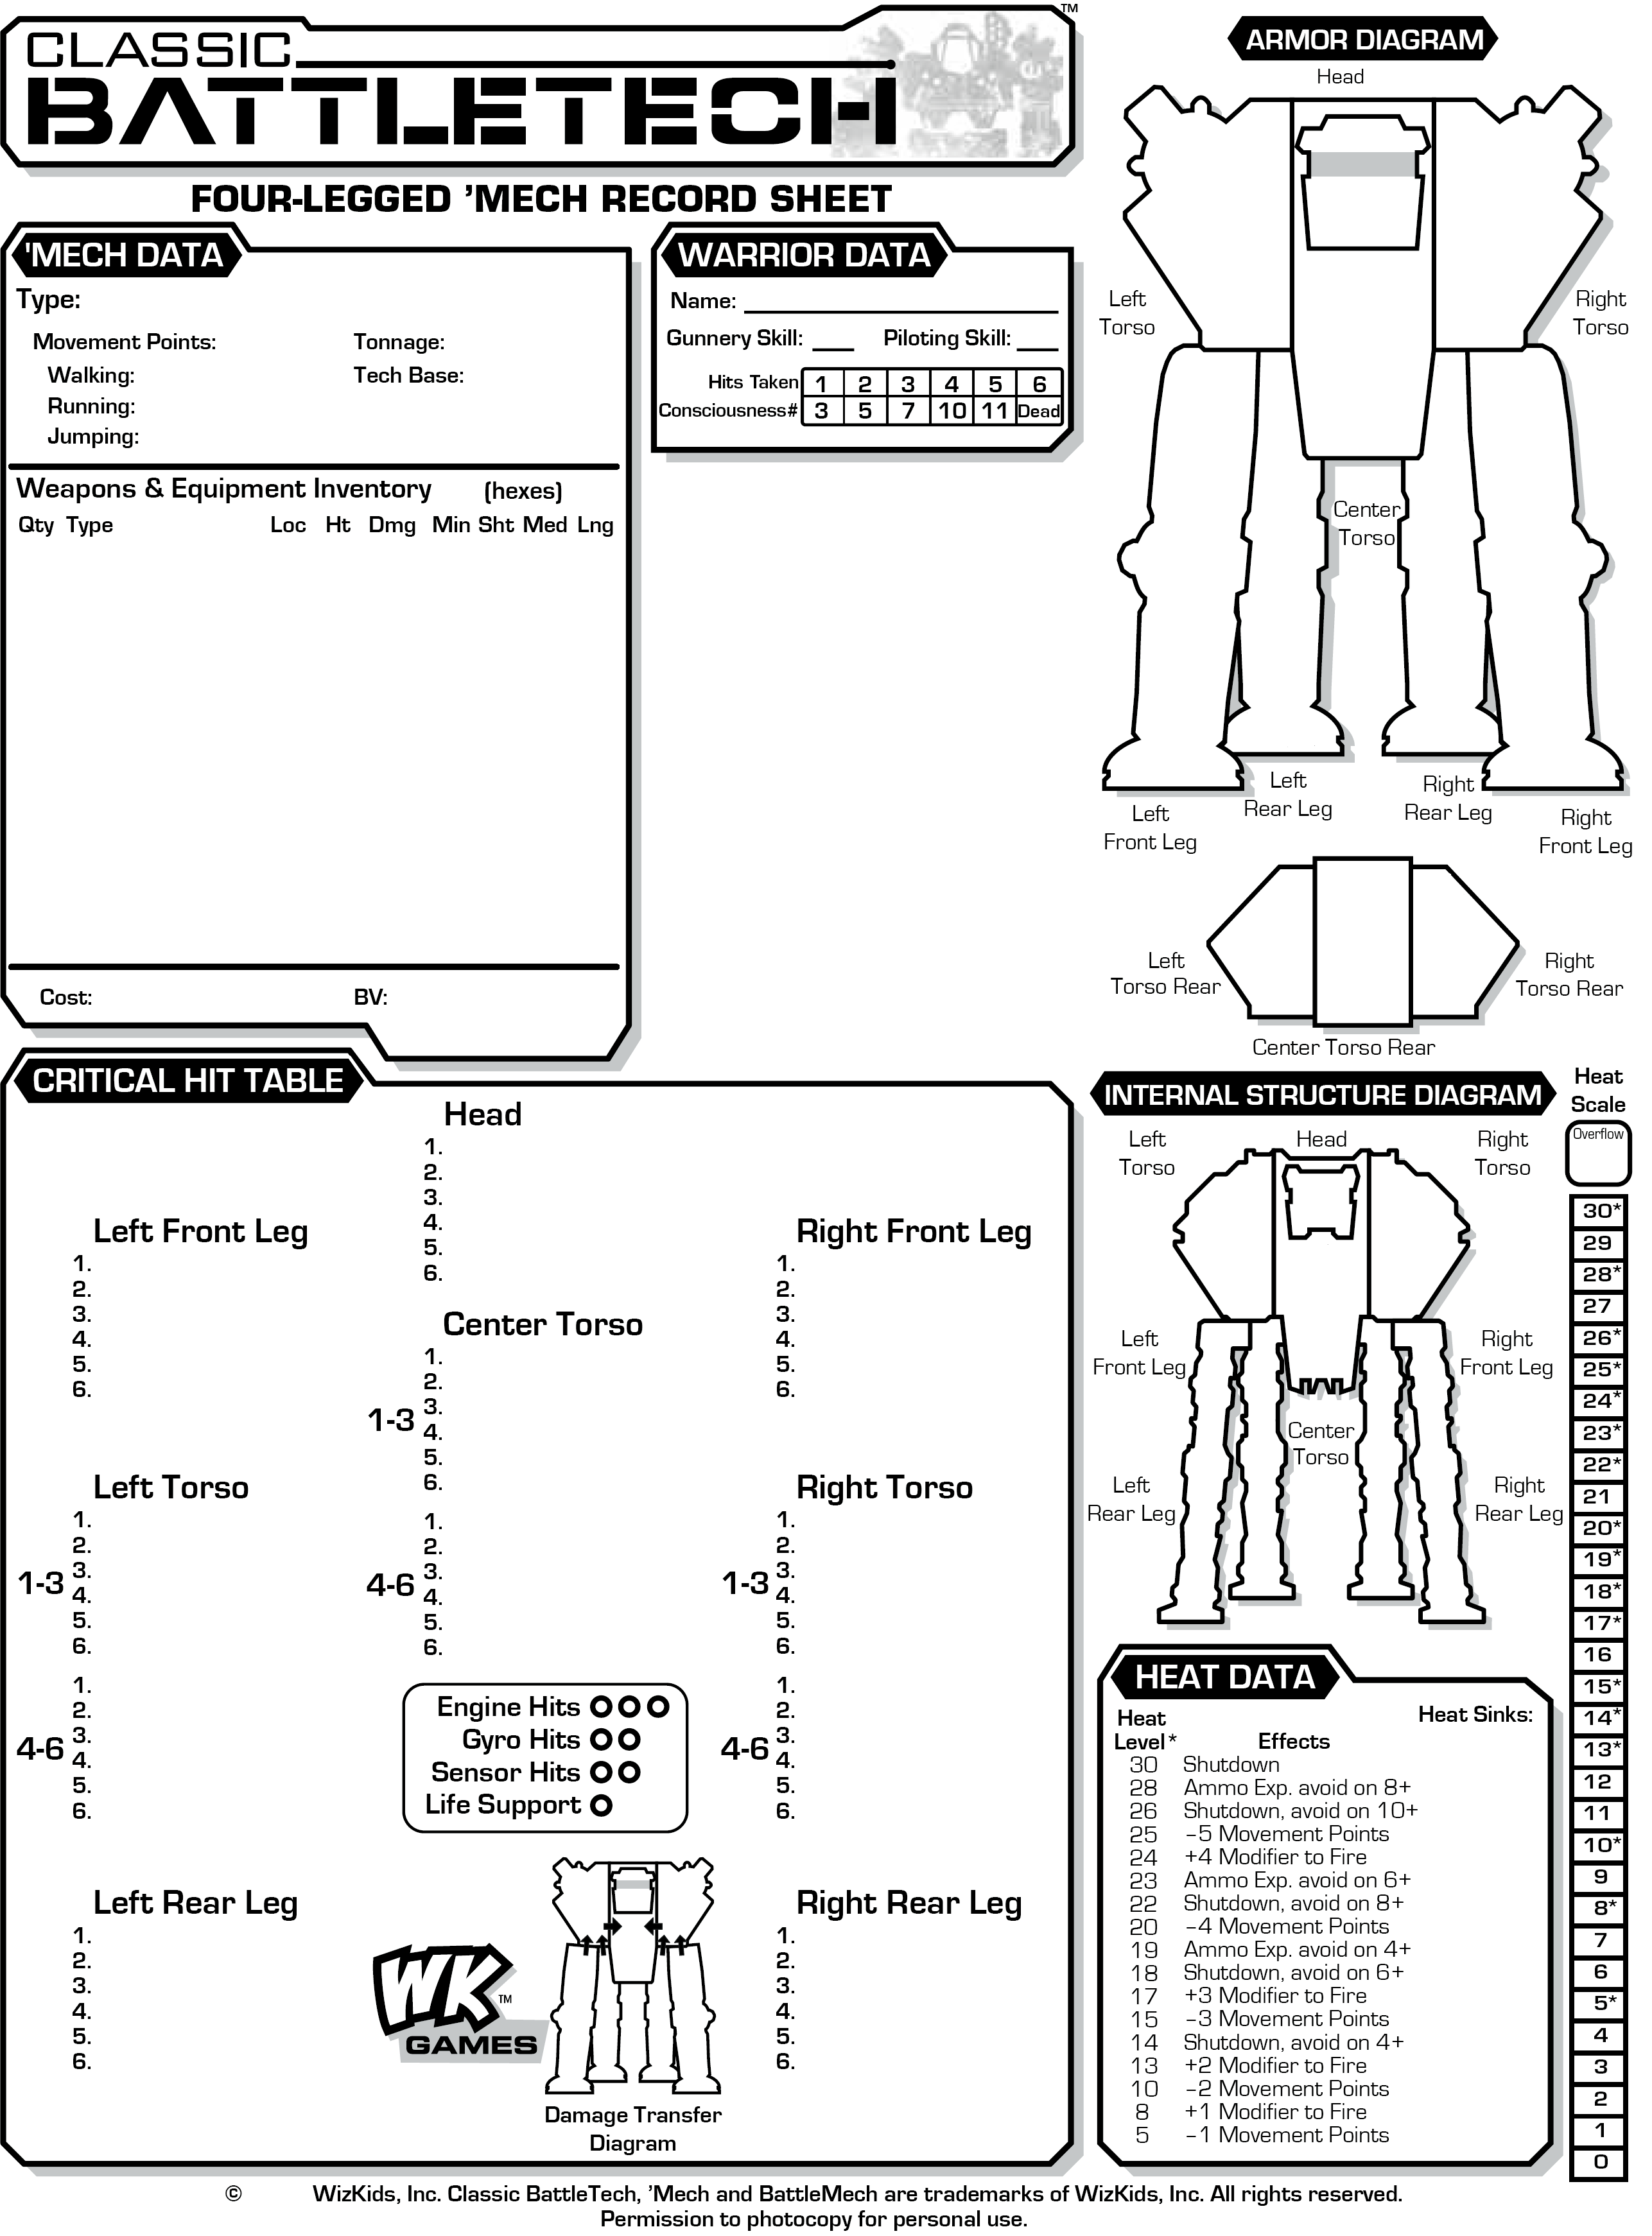 CLASSIC
BATTLETECH
™
FOUR-LEGGED ’MECH RECORD SHEET
'MECH DATA
Type:
Movement Points:
Tonnage:
Walking:
Tech Base:
Running:
Jumping:
Weapons & Equipment Inventory (hexes)
Qty Type Loc Ht Dmg Min Sht Med Lng
Cost:
BV:
WARRIOR DATA
Name:
Gunnery Skill: Piloting Skill:
Hits Taken 1 2 3 4 5 6
Consciousness# 3 5 7 10 11 Dead
ARMOR DIAGRAM
Head
Left
Torso
Right
Torso
Center
Torso
Left
Rear Leg
Right
Rear Leg
Left
Front Leg
Right
Front Leg
Left
Torso Rear
Right
Torso Rear
Center Torso Rear
CRITICAL HIT TABLE
Head
1.
2.
3.
4.
5.
6.
Left Front Leg
1.
2.
3.
4.
5.
6.
Right Front Leg
1.
2.
3.
4.
5.
6.
Center Torso
1-3
1.
2.
3.
4.
5.
6.
4-6
1.
2.
3.
4.
5.
6.
Left Torso
1-3
1.
2.
3.
4.
5.
6.
4-6
1.
2.
3.
4.
5.
6.
Right Torso
1-3
1.
2.
3.
4.
5.
6.
4-6
1.
2.
3.
4.
5.
6.
Engine Hits
Gyro Hits
Sensor Hits
Life Support
Left Rear Leg
1.
2.
3.
4.
5.
6.
Right Rear Leg
1.
2.
3.
4.
5.
6.
WK ™
GAMES
Damage Transfer
Diagram
INTERNAL STRUCTURE DIAGRAM
Left
Torso
Head
Right
Torso
Left
Front Leg
Right
Front Leg
Center
Torso
Left
Rear Leg
Right
Rear Leg
Heat
Scale
Overflow
30*
29
28*
27
26*
25*
24*
23*
22*
21
20*
19*
18*
17*
16
15*
14*
13*
12
11
10*
9
8*
7
6
5*
4
3
2
1
0
HEAT DATA
Heat Sinks:
Heat
Level* Effects
30 Shutdown
28 Ammo Exp. avoid on 8+
26 Shutdown, avoid on 10+
25 –5 Movement Points
24 +4 Modifier to Fire
23 Ammo Exp. avoid on 6+
22 Shutdown, avoid on 8+
20 –4 Movement Points
19 Ammo Exp. avoid on 4+
18 Shutdown, avoid on 6+
17 +3 Modifier to Fire
15 –3 Movement Points
14 Shutdown, avoid on 4+
13 +2 Modifier to Fire
10 –2 Movement Points
8 +1 Modifier to Fire
5 –1 Movement Points
© WizKids, Inc. Classic BattleTech, ’Mech and BattleMech are trademarks of WizKids, Inc. All rights reserved.
Permission to photocopy for personal use.